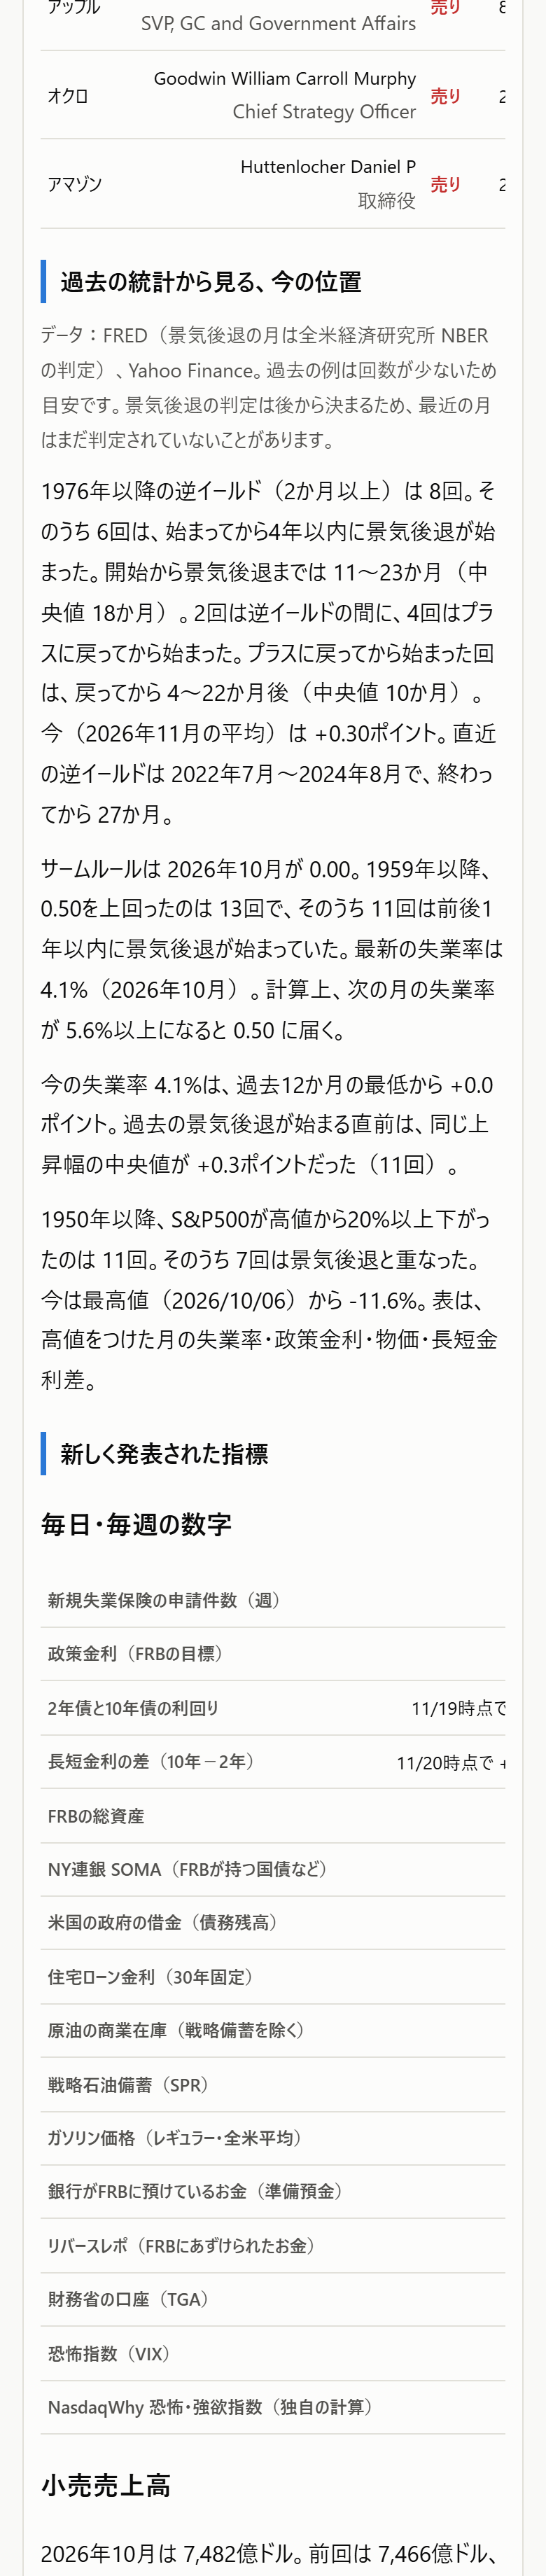 アップル
SVP, GC and Government Affairs 売り
オクロ Goodwin William Carroll Murphy
Chief Strategy Officer 売り 2
アマゾン Huttenlocher Daniel P
取締役 売り 2
過去の統計から見る、今の位置
データ：FRED（景気後退の月は全米経済研究所 NBER
の判定）、Yahoo Finance。過去の例は回数が少ないため
目安です。景気後退の判定は後から決まるため、最近の月
はまだ判定されていないことがあります。
1976年以降の逆イールド（2か月以上）は 8回。そ
のうち 6回は、始まってから4年以内に景気後退が始
まった。開始から景気後退までは 11〜23か月（中
央値 18か月）。2回は逆イールドの間に、4回はプラ
スに戻ってから始まった。プラスに戻ってから始まった回
は、戻ってから 4〜22か月後（中央値 10か月）。
今（2026年11月の平均）は +0.30ポイント。直近
の逆イールドは 2022年7月〜2024年8月で、終わっ
てから 27か月。
サームルールは 2026年10月が 0.00。1959年以降、
0.50を上回ったのは 13回で、そのうち 11回は前後1
年以内に景気後退が始まっていた。最新の失業率は
4.1%（2026年10月）。計算上、次の月の失業率
が 5.6%以上になると 0.50 に届く。
今の失業率 4.1%は、過去12か月の最低から +0.0
ポイント。過去の景気後退が始まる直前は、同じ上
昇幅の中央値が +0.3ポイントだった（11回）。
1950年以降、S&P500が高値から20%以上下がっ
たのは 11回。そのうち 7回は景気後退と重なった。
今は最高値（2026/10/06）から -11.6%。表は、
高値をつけた月の失業率・政策金利・物価・長短金
利差。
新しく発表された指標
毎日・毎週の数字
新規失業保険の申請件数（週）
政策金利（FRBの目標）
2年債と10年債の利回り 11/19時点で
長短金利の差（10年－2年） 11/20時点で +
FRBの総資産
NY連銀 SOMA（FRBが持つ国債など）
米国の政府の借金（債務残高）
住宅ローン金利（30年固定）
原油の商業在庫（戦略備蓄を除く）
戦略石油備蓄（SPR）
ガソリン価格（レギュラー・全米平均）
銀行がFRBに預けているお金（準備預金）
リバースレポ（FRBにあずけられたお金）
財務省の口座（TGA）
恐怖指数（VIX）
NasdaqWhy 恐怖・強欲指数（独自の計算）
小売売上高
2026年10月は 7,482億ドル。前回は 7,466億ドル、